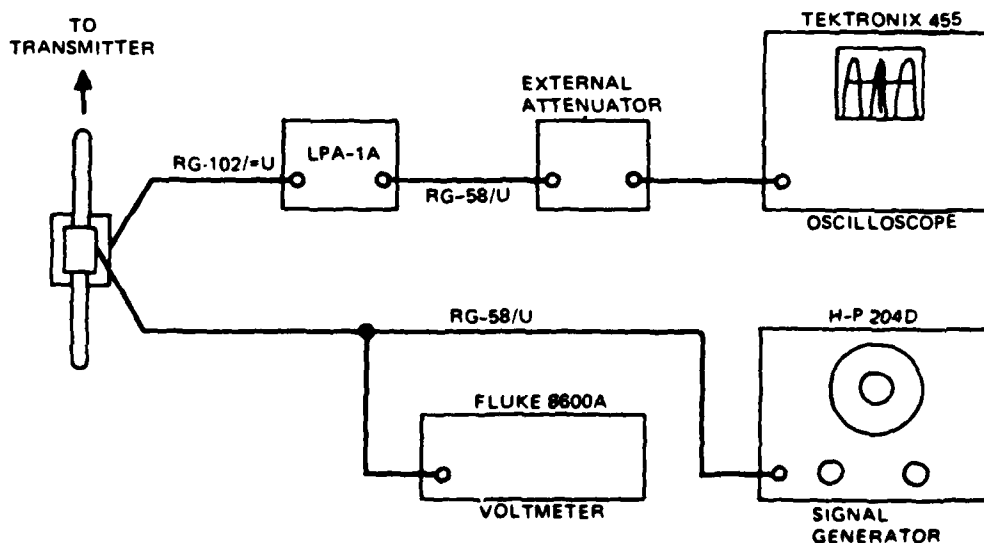 TO
TRANSMITTER
TEKTRONIX 455
EXTERNAL
ATTENUATOR
RG-102/=U
LPA-1A
RG-58/U
OSCILLOSCOPE
RG-58/U
H-P 204D
FLUKE 8600A
VOLTMETER
SIGNAL
GENERATOR